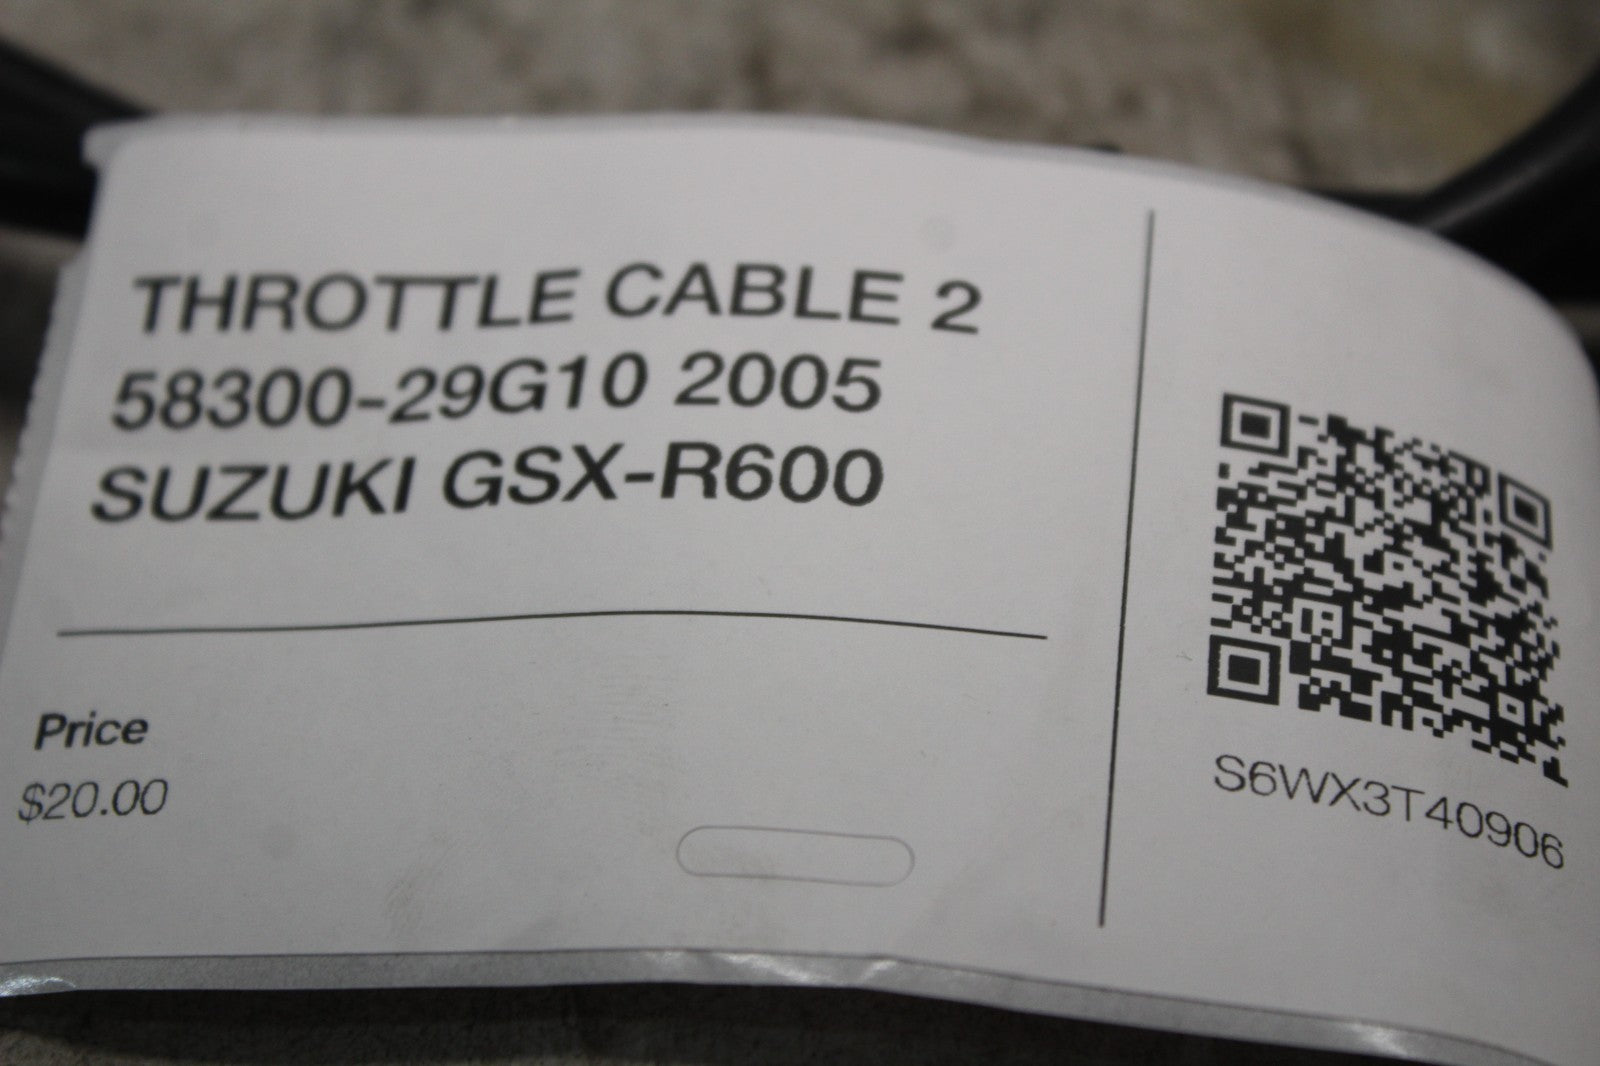 THROTTLE CABLE 2
58300-29G10 2005
SUZUKI GSX-R600
Price
$20.00
S6WX3T40906